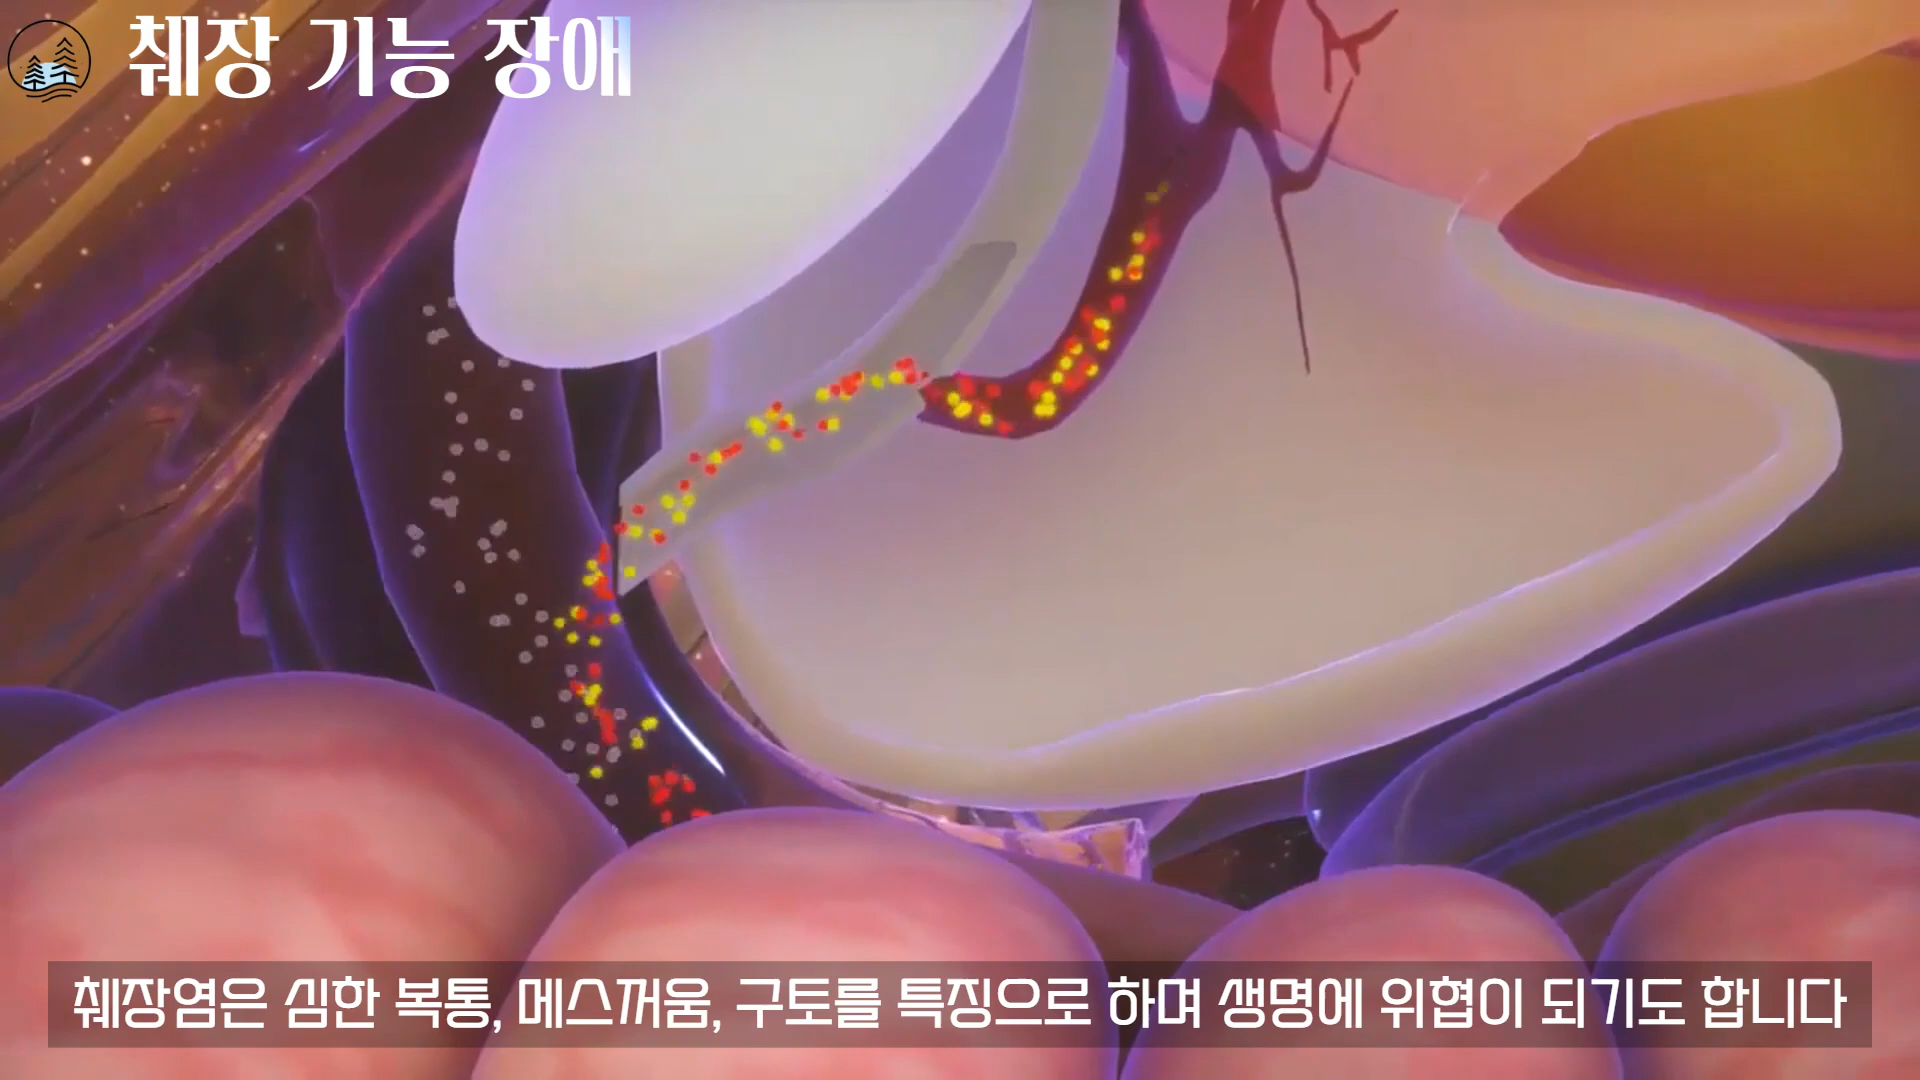 췌장 기능 장애
췌장염은 심한 복통, 메스꺼움, 구토를 특징으로 하며 생명에 위협이 되기도 합니다